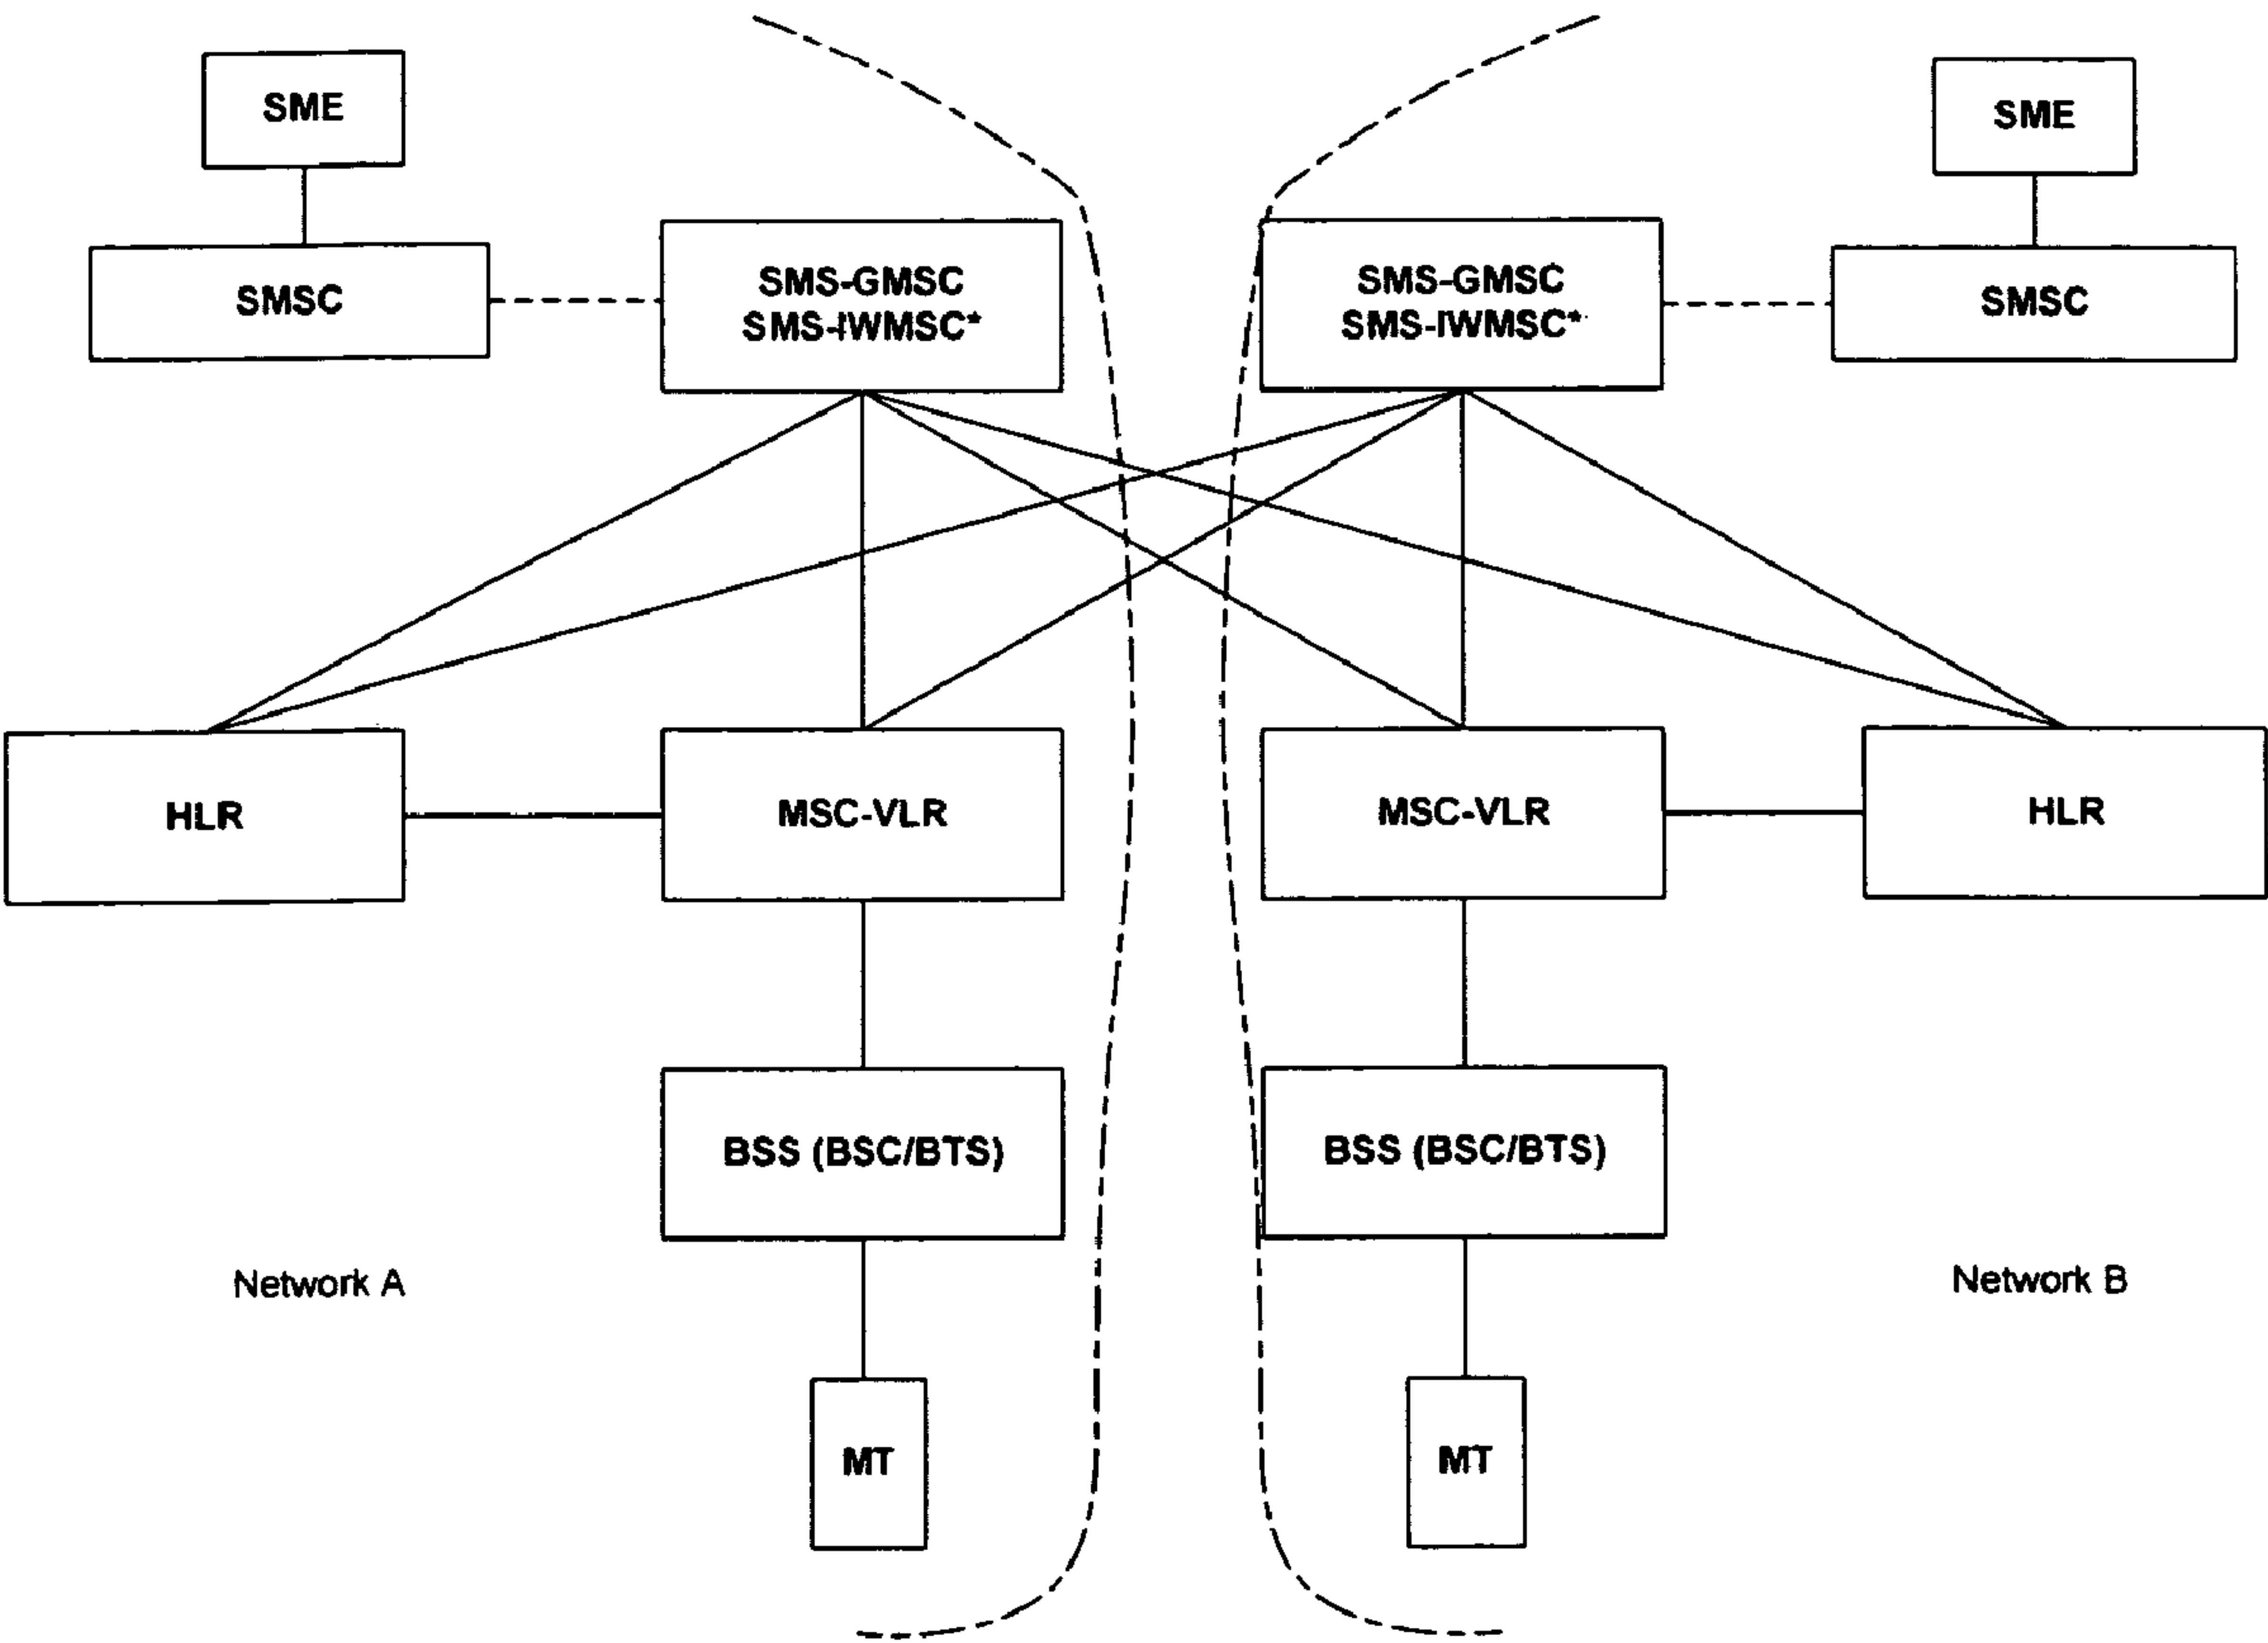 SME
SME
SMSC
SMS-GMSC
SMS-IWMSC*
SMS-GMSC
SMS-IWMSC*
SMSC
HLR
MSC-VLR
MSC-VLR
HLR
BSS (BSC/BTS)
BSS (BSC/BTS)
Network A
Network B
MT
MT